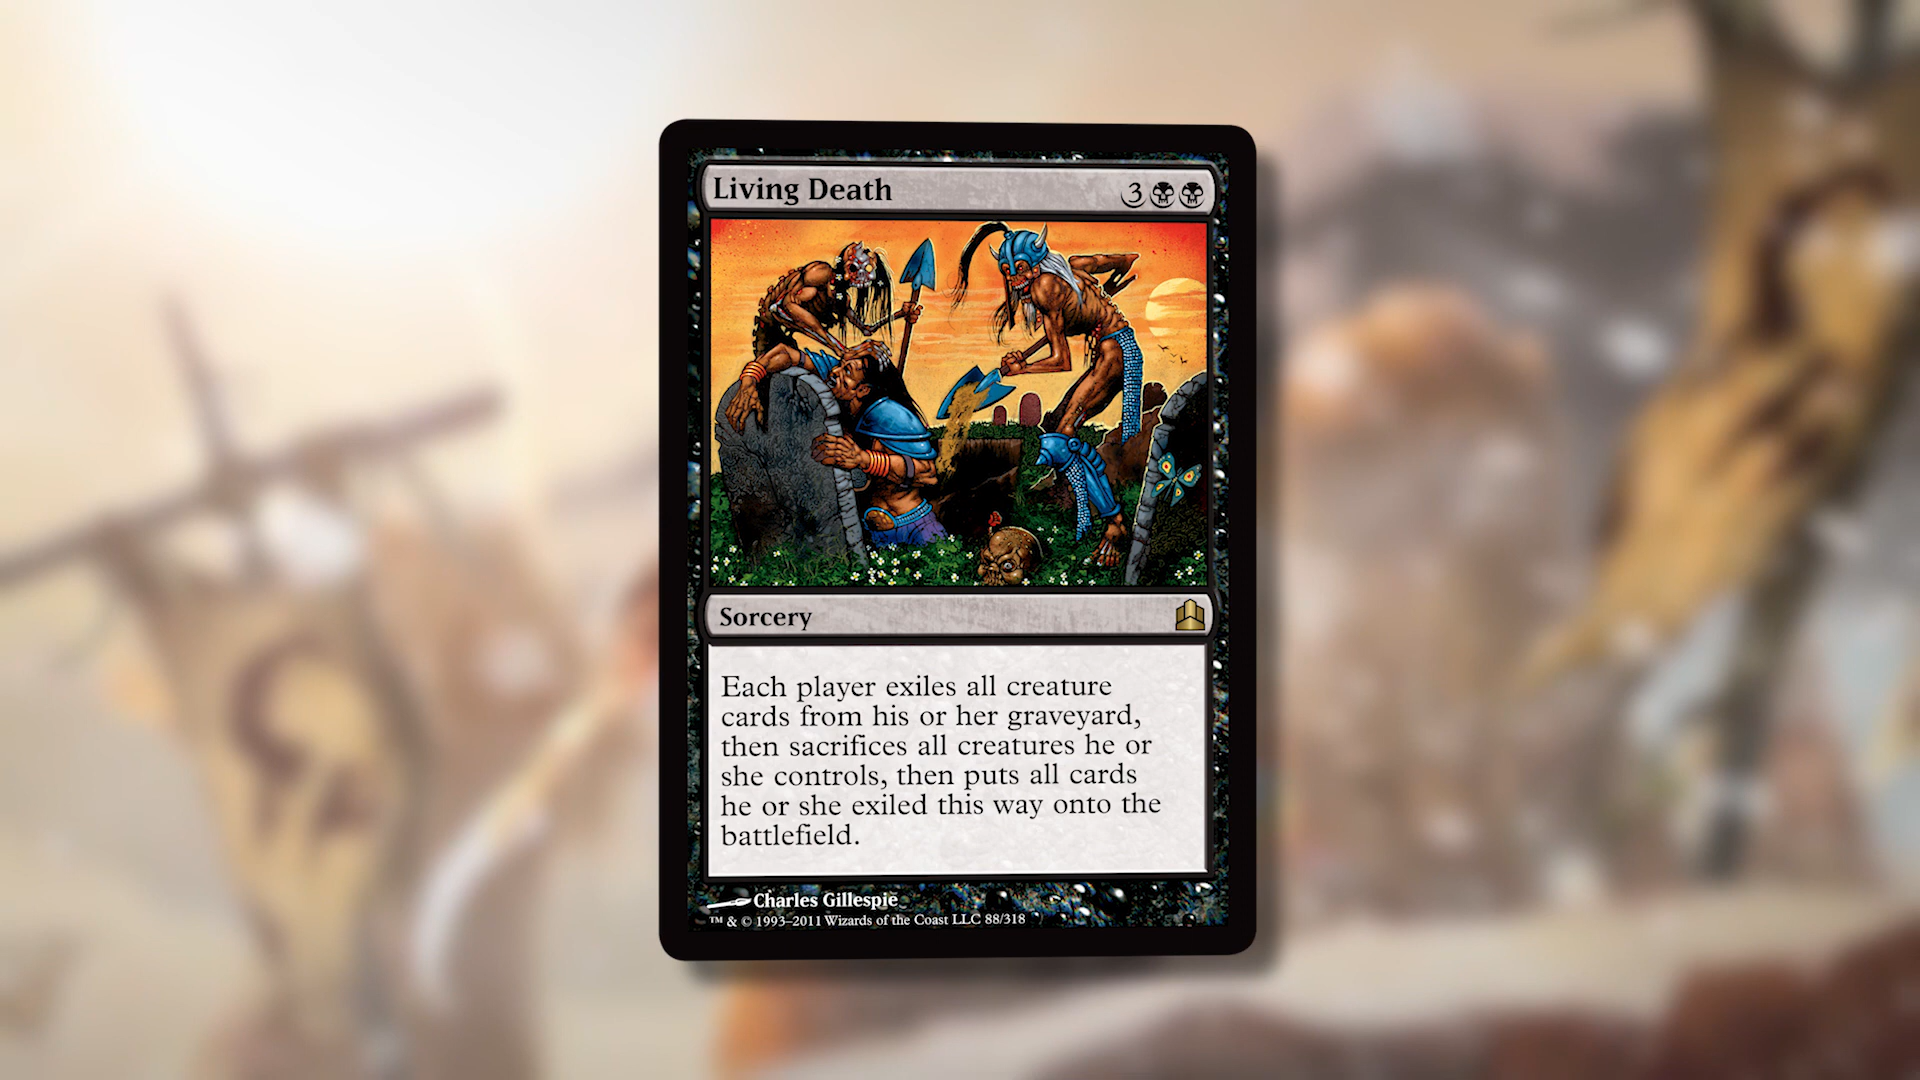 Living Death
3
Sorcery
Each player exiles all creature
cards from his or her graveyard,
then sacrifices all creatures he or
she controls, then puts all cards
he or she exiled this way onto the
battlefield.
Charles Gillespie
™ & © 1993–2011 Wizards of the Coast LLC 88/318